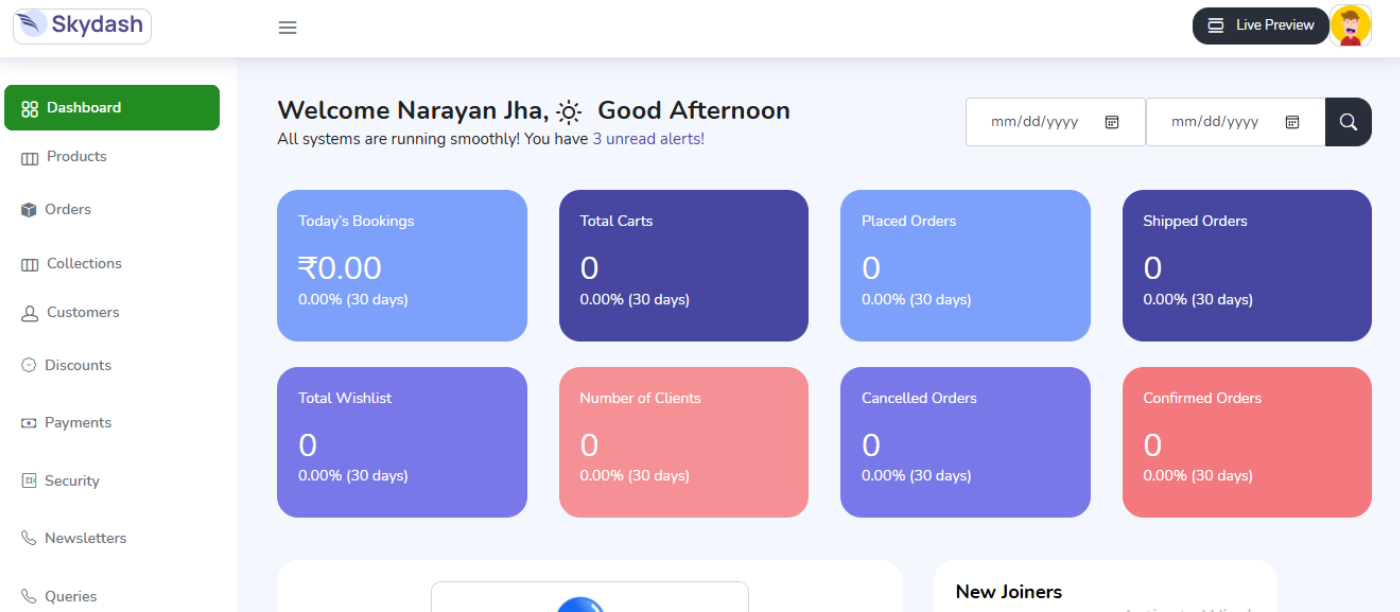 Skydash
Live Preview
Dashboard
Products
Orders
Collections
Customers
Discounts
Payments
Security
Newsletters
Queries
Welcome Narayan Jha, Good Afternoon
All systems are running smoothly! You have 3 unread alerts!
mm/dd/yyyy mm/dd/yyyy
Today's Bookings
₹0.00
0.00% (30 days)
Total Carts
0
0.00% (30 days)
Placed Orders
0
0.00% (30 days)
Shipped Orders
0
0.00% (30 days)
Total Wishlist
0
0.00% (30 days)
Number of Clients
0
0.00% (30 days)
Cancelled Orders
0
0.00% (30 days)
Confirmed Orders
0
0.00% (30 days)
New Joiners